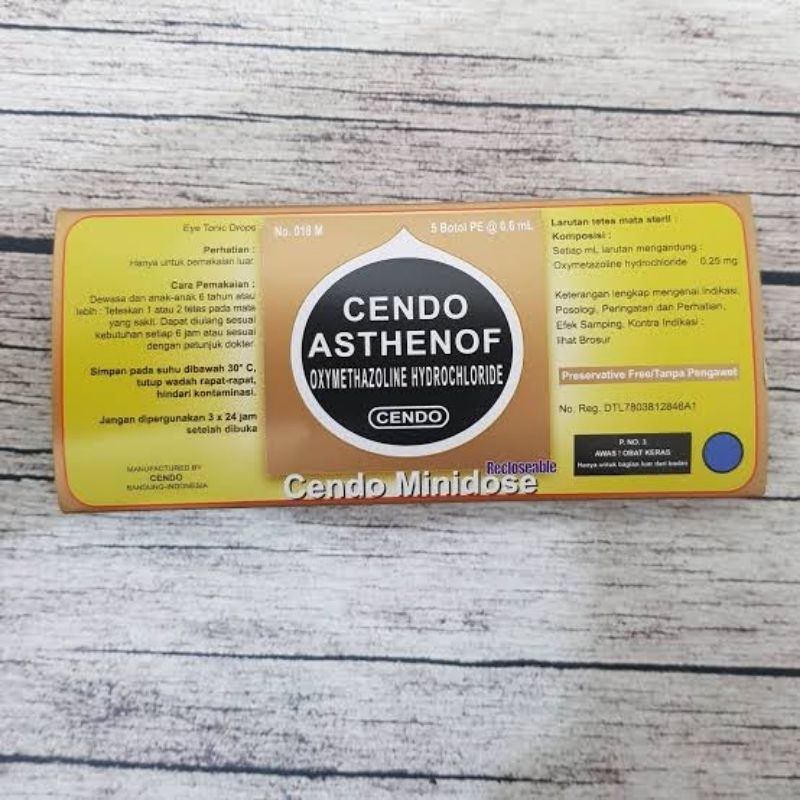 Eye Tonic Drops
Perhatian :
Hanya untuk pemakaian luar
Cara Pemakaian :
Dewasa dan anak-anak 6 tahun atau
lebih : Teteskan 1 atau 2 tetes pada mata
yang sakit. Dapat diulang sesuai
kebutuhan setiap 6 jam atau sesuai
dengan petunjuk dokter.
Simpan pada suhu dibawah 30° C,
tutup wadah rapat-rapat,
hindari kontaminasi.
Jangan dipergunakan 3 x 24 jam
setelah dibuka
MANUFACTURED BY
CENDO
BANDUNG-INDONESIA
No. 018 M
5 Botol PE @ 0,6 mL
CENDO
ASTHENOF
OXYMETHAZOLINE HYDROCHLORIDE
CENDO
Recloseable
Cendo Minidose
Larutan tetes mata steril :
Komposisi :
Setiap mL larutan mengandung :
Oxymetazoline hydrochloride 0.25 mg
Keterangan lengkap mengenai Indikasi,
Posologi, Peringatan dan Perhatian,
Efek Samping, Kontra Indikasi :
lihat Brosur
Preservative Free/Tanpa Pengawet
No. Reg. DTL7803812846A1
P. NO. 3
AWAS ! OBAT KERAS
Hanya untuk bagian luar dari badan